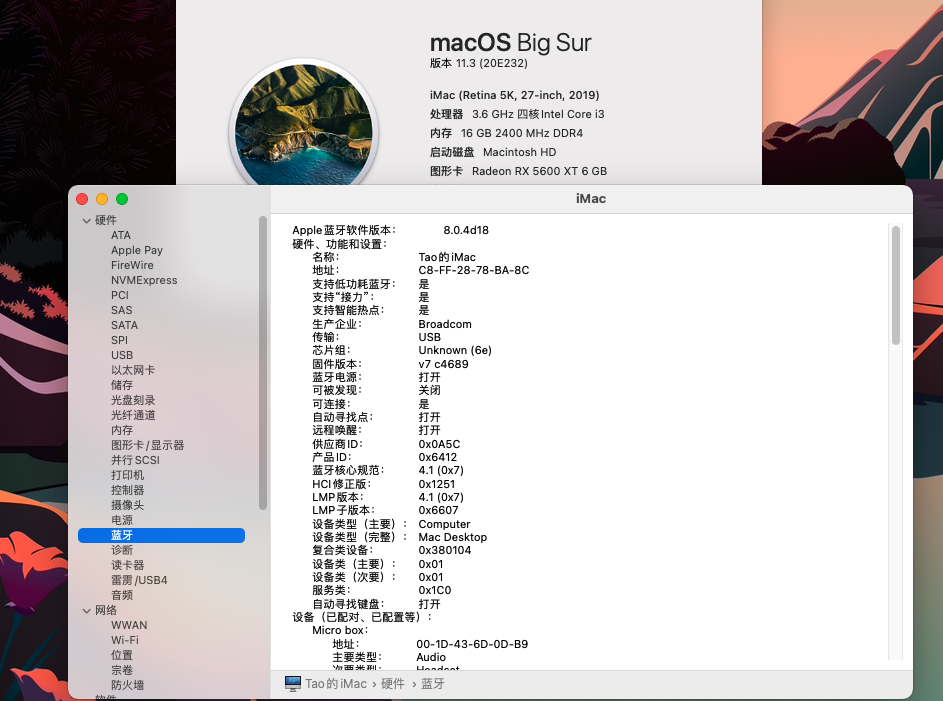 macOS Big Sur
版本 11.3 (20E232)
iMac (Retina 5K, 27-inch, 2019)
处理器 3.6 GHz 四核Intel Core i3
内存 16 GB 2400 MHz DDR4
启动磁盘 Macintosh HD
图形卡 Radeon RX 5600 XT 6 GB
iMac
硬件
ATA
Apple Pay
FireWire
NVMExpress
PCI
SAS
SATA
SPI
USB
以太网卡
储存
光盘刻录
光纤通道
内存
图形卡/显示器
并行SCSI
打印机
控制器
摄像头
电源
蓝牙
诊断
读卡器
雷雳/USB4
音频
网络
WWAN
Wi-Fi
位置
宗卷
防火墙
软件
Apple蓝牙软件版本: 8.0.4d18
硬件、功能和设置:
名称: Tao的iMac
地址: C8-FF-28-78-BA-8C
支持低功耗蓝牙: 是
支持“接力”: 是
支持智能热点: 是
生产企业: Broadcom
传输: USB
芯片组: Unknown (6e)
固件版本: v7 c4689
蓝牙电源: 打开
可被发现: 关闭
可连接: 是
自动寻找点: 打开
远程唤醒: 打开
供应商ID: 0x0A5C
产品ID: 0x6412
蓝牙核心规范: 4.1 (0x7)
HCI修正版: 0x1251
LMP版本: 4.1 (0x7)
LMP子版本: 0x6607
设备类型（主要）: Computer
设备类型（完整）: Mac Desktop
复合类设备: 0x380104
设备类（主要）: 0x01
设备类（次要）: 0x01
服务类: 0x1C0
自动寻找键盘: 打开
设备（已配对、已配置等）:
Micro box:
地址: 00-1D-43-6D-0D-B9
主要类型: Audio
次要类型: Headset
Tao的iMac › 硬件 › 蓝牙